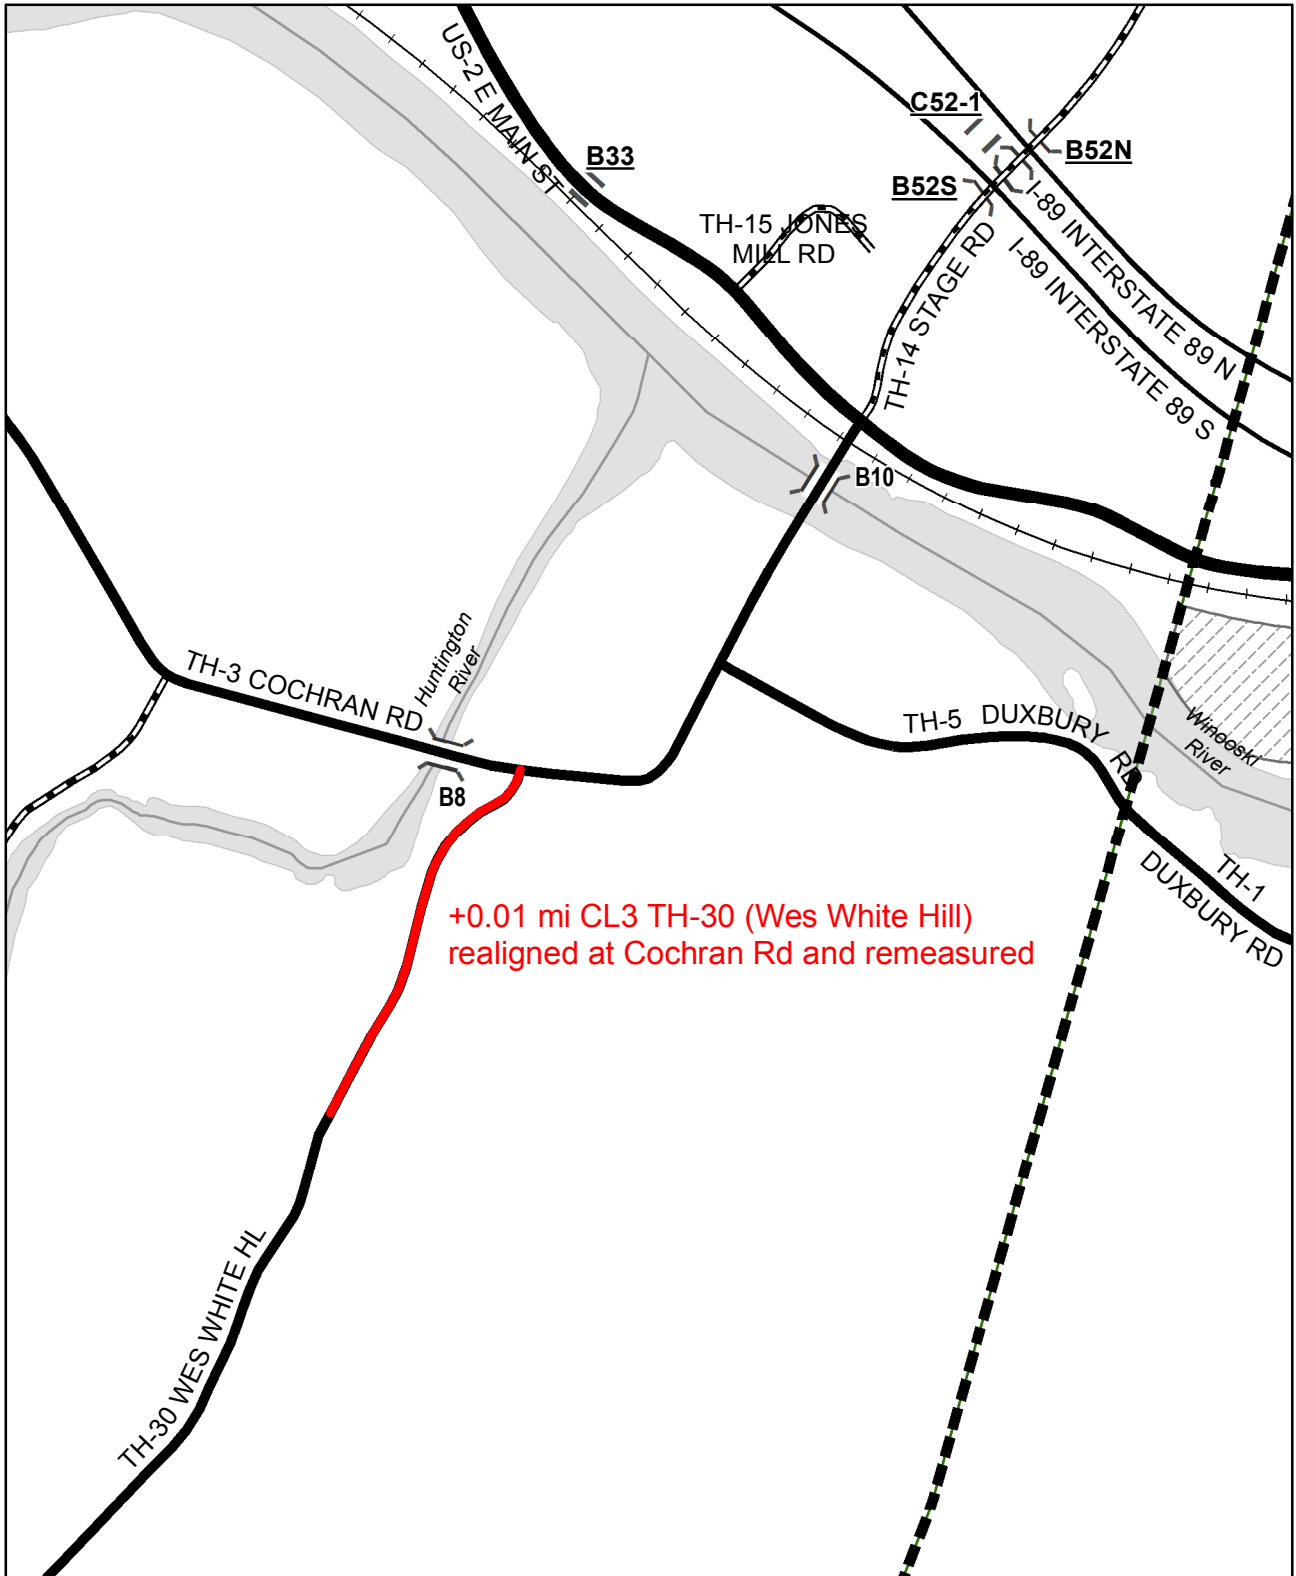 US-2 E MAIN ST
C52-1
B52N
B33
B52S
I-89 INTERSTATE 89 N
TH-15 JONES
MILL RD
I-89 INTERSTATE 89 S
TH-14 STAGE RD
B10
Huntington
River
TH-3 COCHRAN RD
TH-5 DUXBURY RD
Winooski
River
B8
TH-1
DUXBURY RD
+0.01 mi CL3 TH-30 (Wes White Hill)
realigned at Cochran Rd and remeasured
TH-30 WES WHITE HL